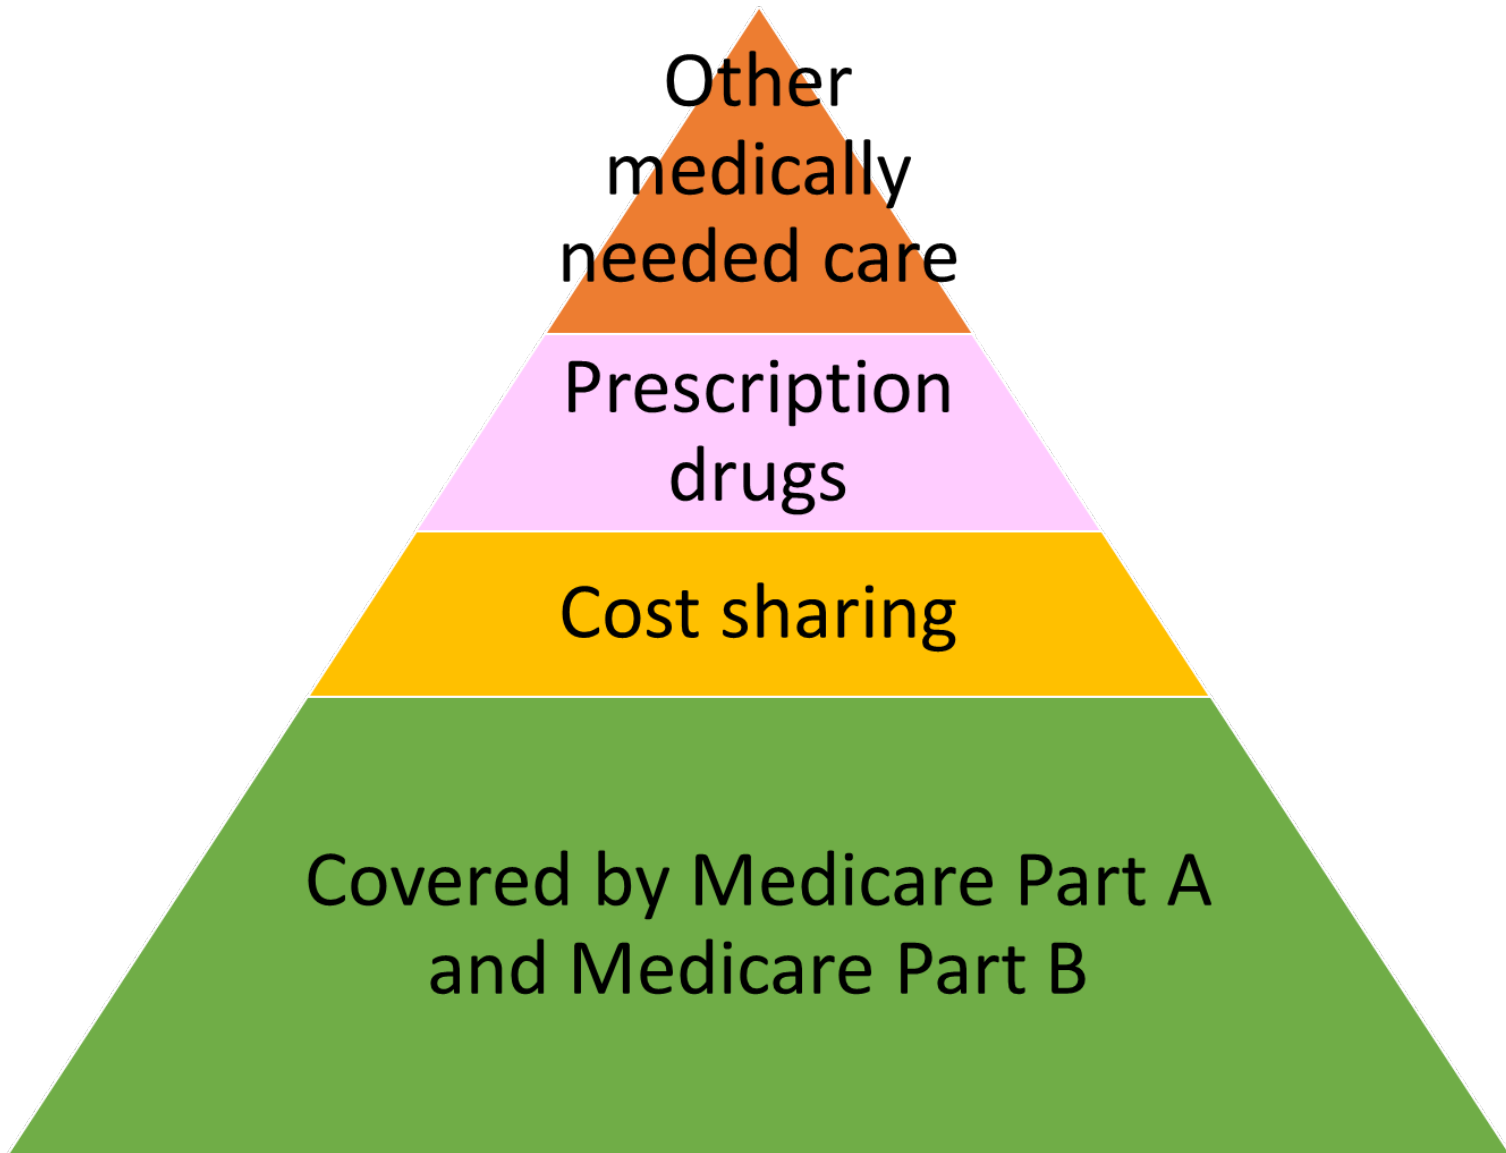 Other
medically
needed care
Prescription
drugs
Cost sharing
Covered by Medicare Part A
and Medicare Part B